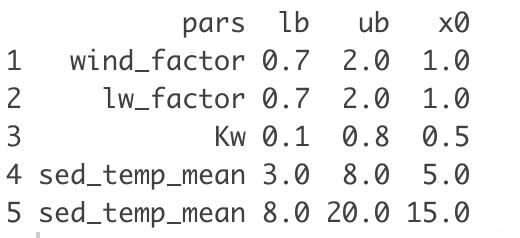 pars lb ub x0
1 wind_factor 0.7 2.0 1.0
2 lw_factor 0.7 2.0 1.0
3 Kw 0.1 0.8 0.5
4 sed_temp_mean 3.0 8.0 5.0
5 sed_temp_mean 8.0 20.0 15.0